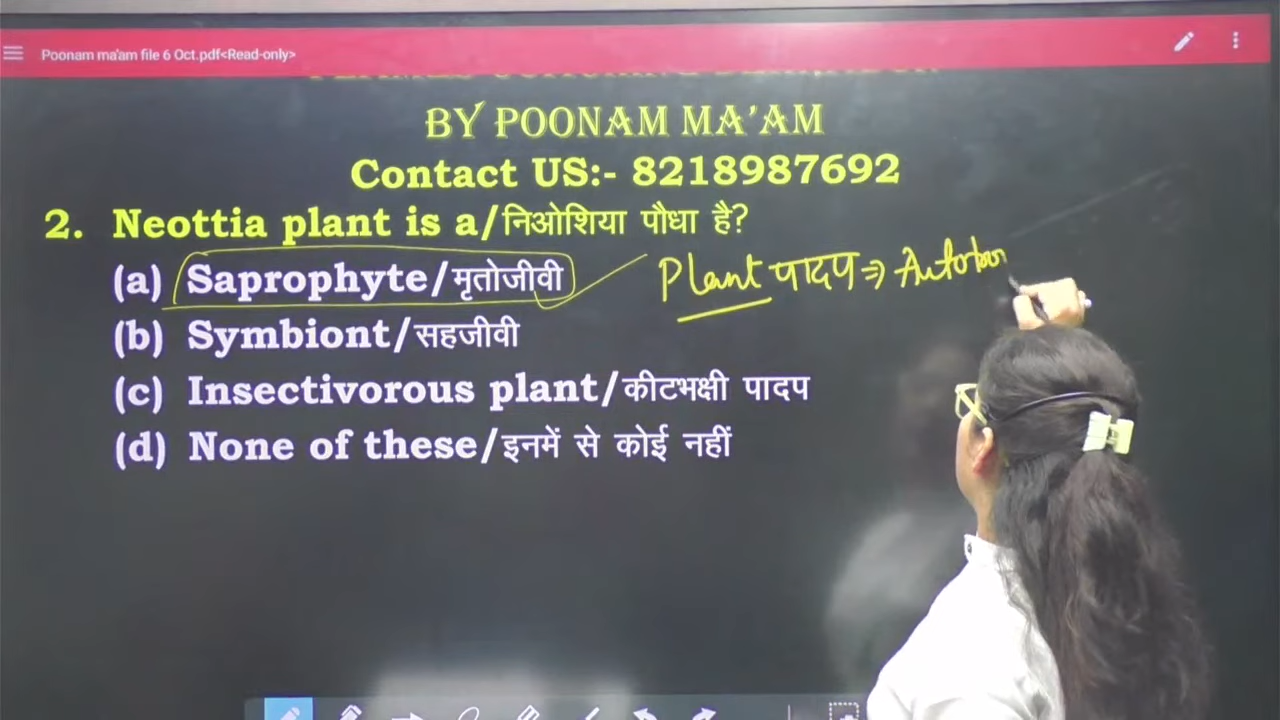 Poonam ma'am file 6 Oct.pdf<Read-only>
BY POONAM MA'AM
Contact US:- 8218987692
2. Neottia plant is a/निओशिया पौधा है?
(a) Saprophyte/मृतोजीवी
Plant पादप ⇒
(b) Symbiont/सहजीवी
(c) Insectivorous plant/कीटभक्षी पादप
(d) None of these/इनमें से कोई नहीं